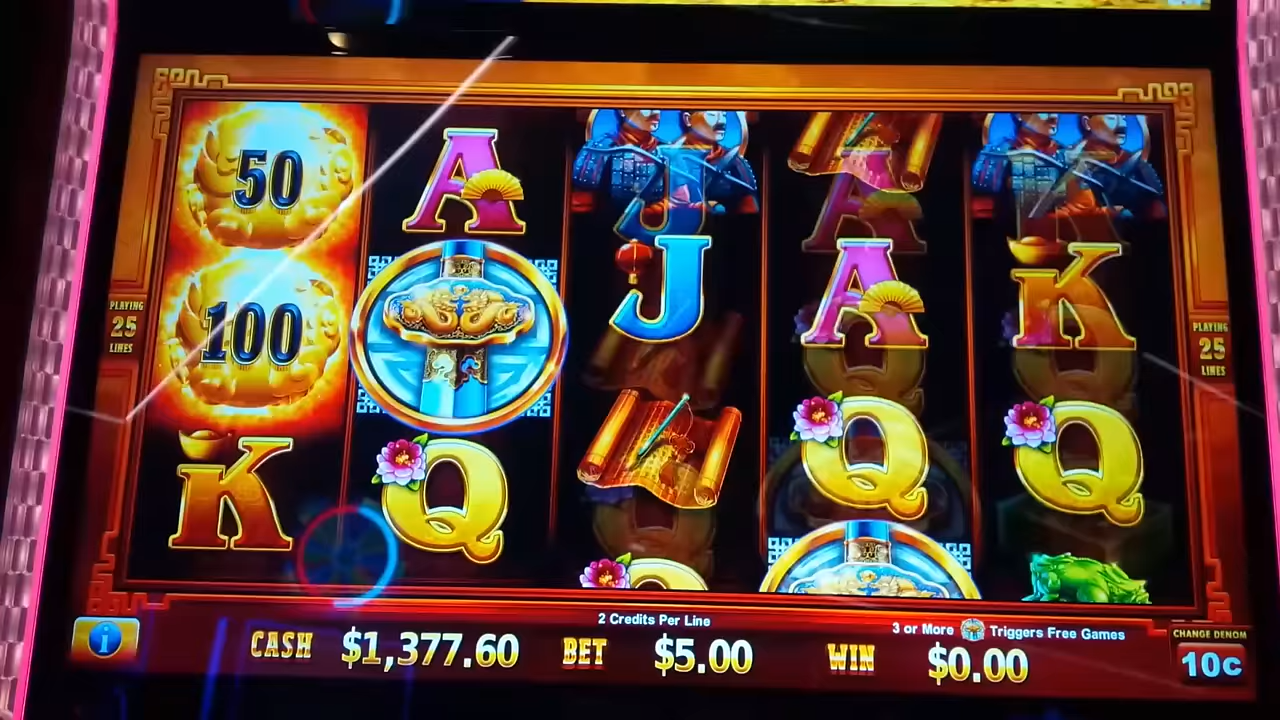 50
A
J
100
J
A
K
K
Q
Q
Q
PLAYING
25
LINES
PLAYING
25
LINES
2 Credits Per Line
3 or More Triggers Free Games
CASH $1,377.60 BET $5.00 WIN $0.00
CHANGE DENOM
10¢